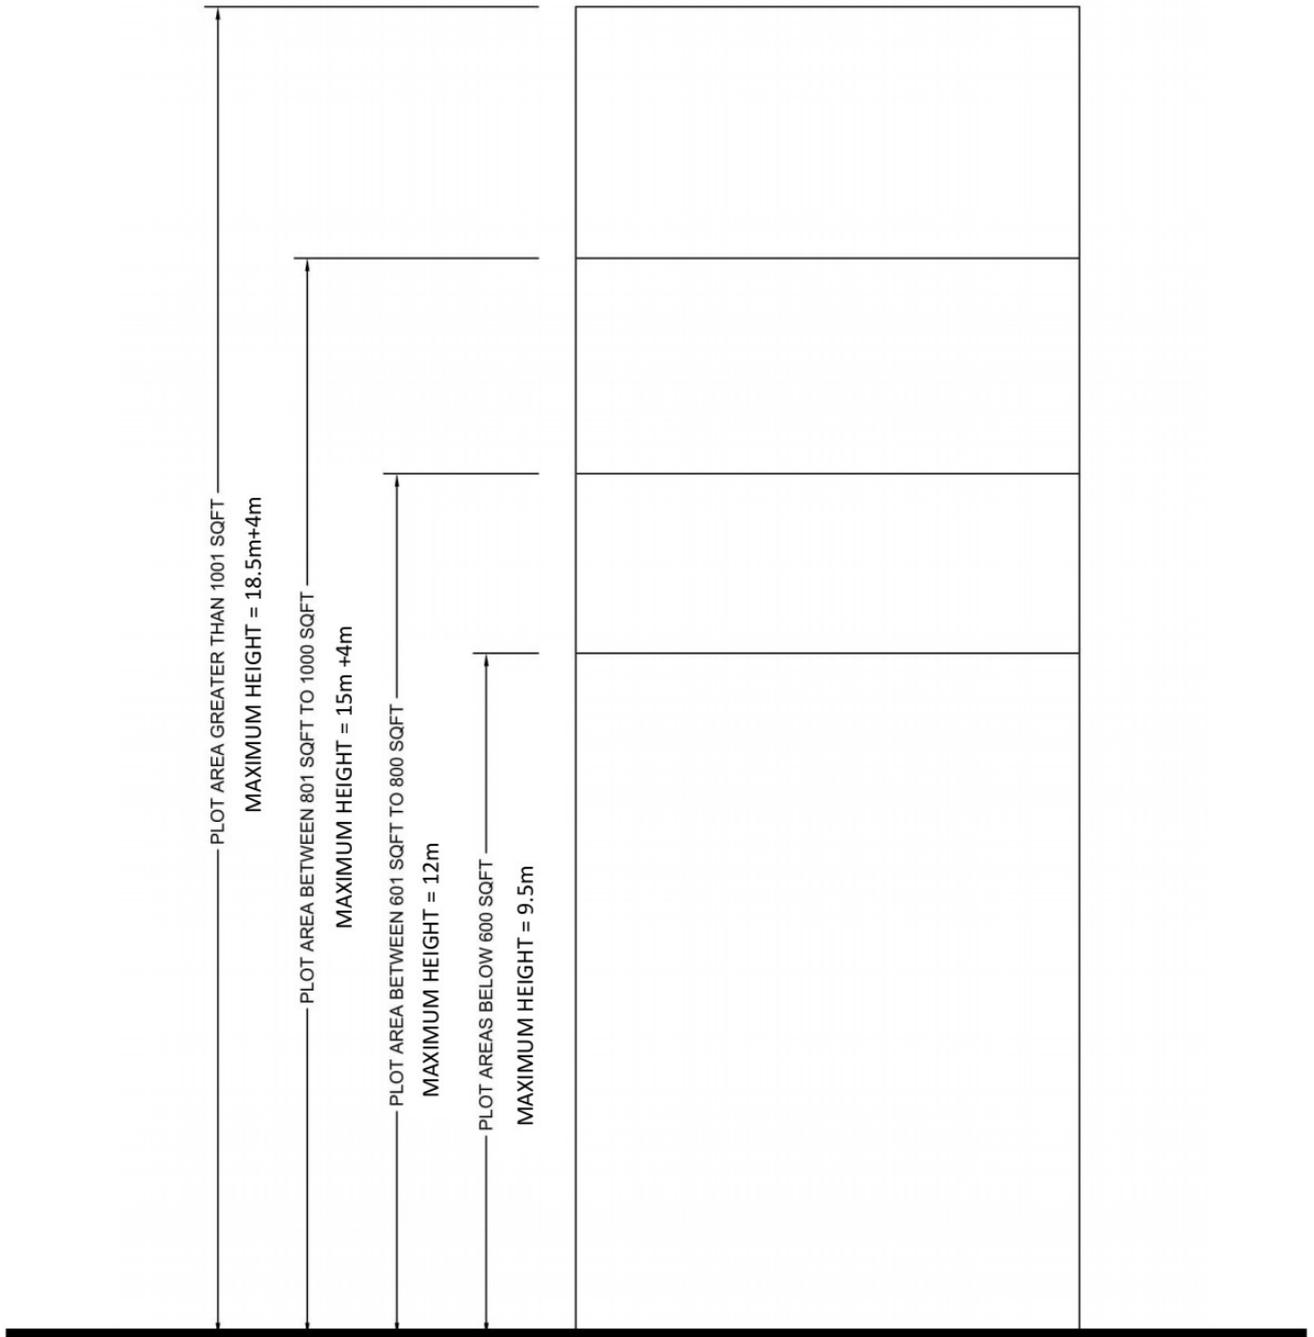 PLOT AREA GREATER THAN 1001 SQFT
MAXIMUM HEIGHT = 18.5m+4m
PLOT AREA BETWEEN 801 SQFT TO 1000 SQFT
MAXIMUM HEIGHT = 15m +4m
PLOT AREA BETWEEN 601 SQFT TO 800 SQFT
MAXIMUM HEIGHT = 12m
PLOT AREAS BELOW 600 SQFT
MAXIMUM HEIGHT = 9.5m